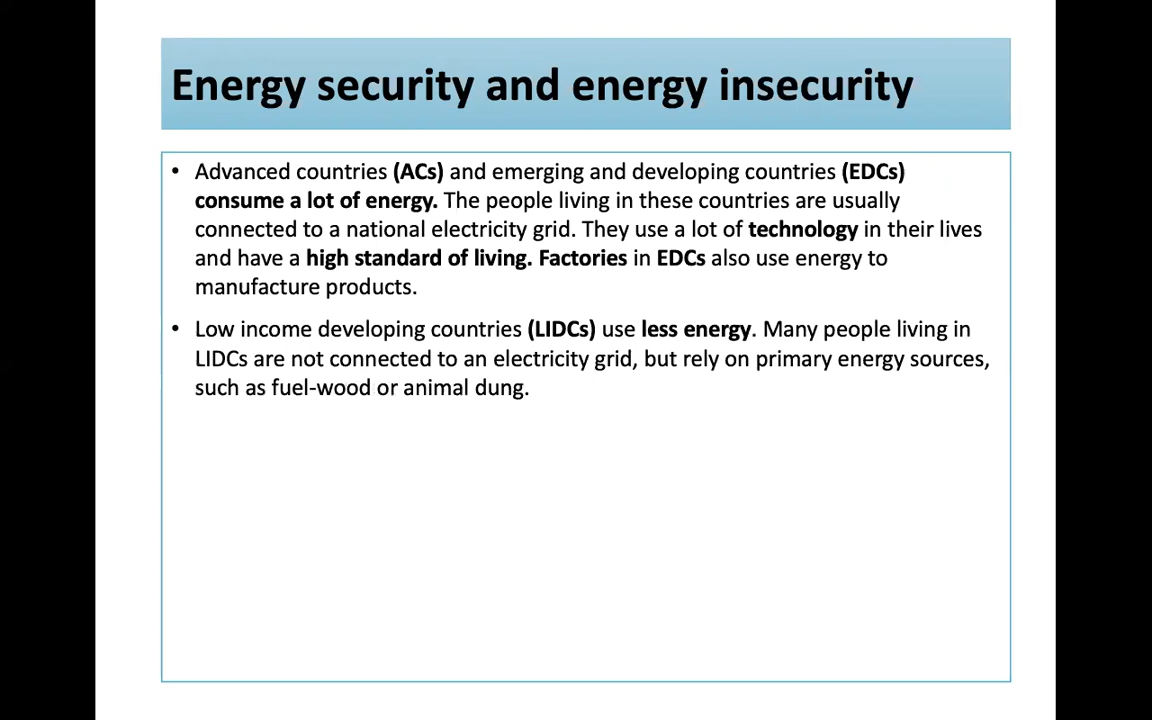 Energy security and energy insecurity
• Advanced countries (ACs) and emerging and developing countries (EDCs)
consume a lot of energy. The people living in these countries are usually
connected to a national electricity grid. They use a lot of technology in their lives
and have a high standard of living. Factories in EDCs also use energy to
manufacture products.
• Low income developing countries (LIDCs) use less energy. Many people living in
LIDCs are not connected to an electricity grid, but rely on primary energy sources,
such as fuel-wood or animal dung.